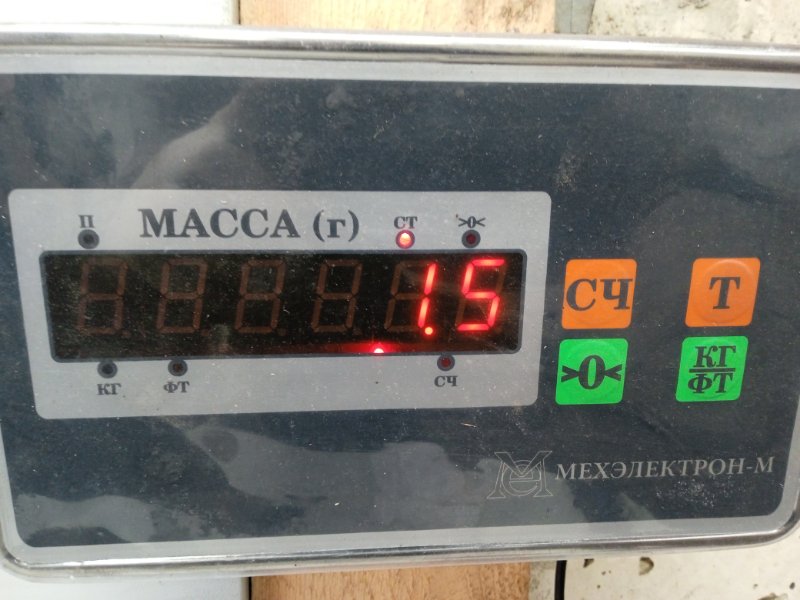 П МАССА (г) СТ >0<
1.5
КГ ФТ СЧ
СЧ Т
>0< КГ/ФТ
МЕХЭЛЕКТРОН-М